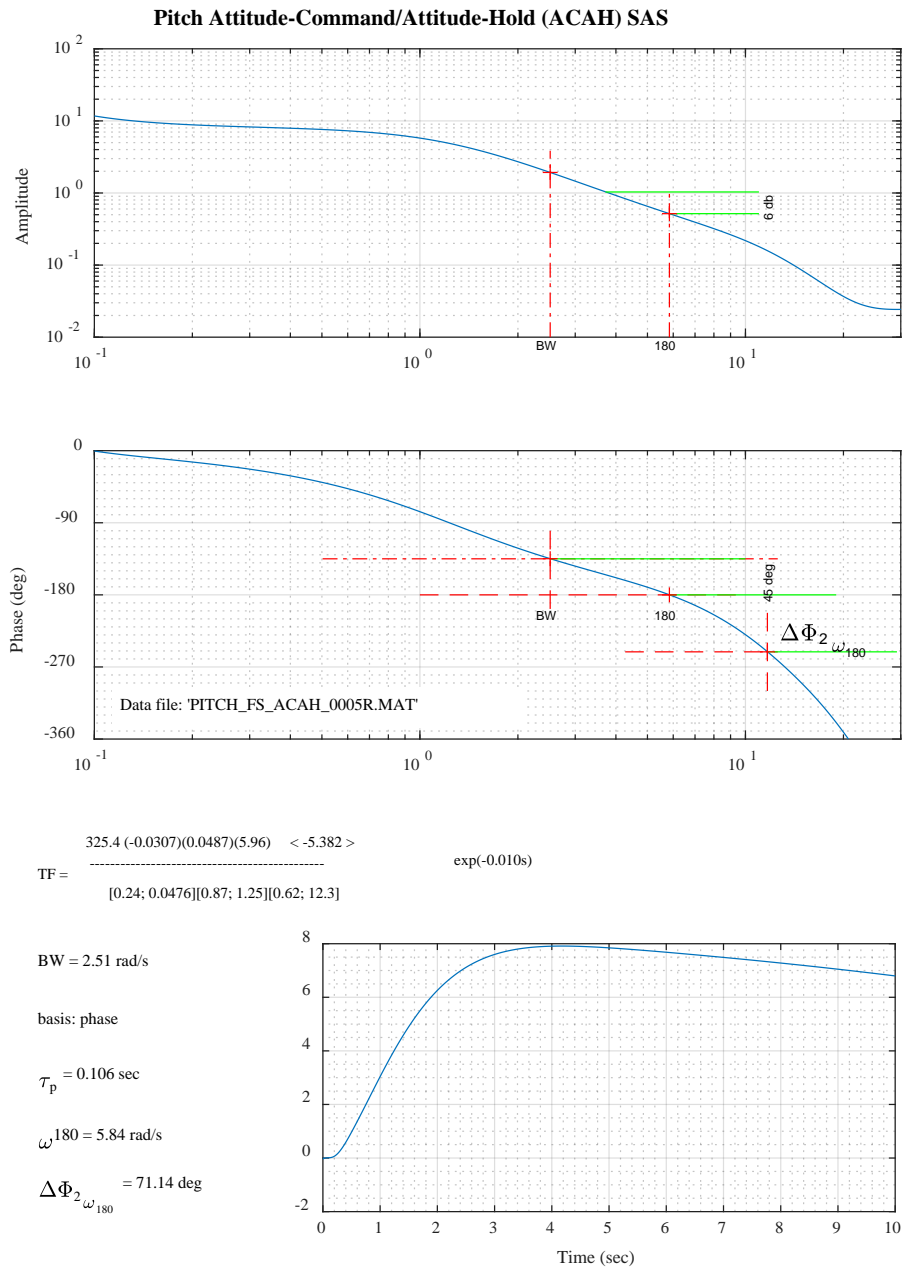 Pitch Attitude-Command/Attitude-Hold (ACAH) SAS
10 2
10 1
10 0
10 -1
10 -2
Amplitude
6 db
BW
180
10 -1
10 0
10 1
0
-90
-180
-270
-360
Phase (deg)
45 deg
BW
180
ΔΦ2 ω180
Data file: 'PITCH_FS_ACAH_0005R.MAT'
10 -1
10 0
10 1
325.4 (-0.0307)(0.0487)(5.96) < -5.382 >
TF = ----------------------------------------------- exp(-0.010s)
[0.24; 0.0476][0.87; 1.25][0.62; 12.3]
BW = 2.51 rad/s
basis: phase
τp = 0.106 sec
ω180 = 5.84 rad/s
ΔΦ2 ω180 = 71.14 deg
8
6
4
2
0
-2
0 1 2 3 4 5 6 7 8 9 10
Time (sec)